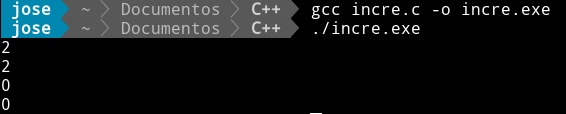 jose ~ Documentos C++ gcc incre.c -o incre.exe
jose ~ Documentos C++ ./incre.exe
2
2
0
0